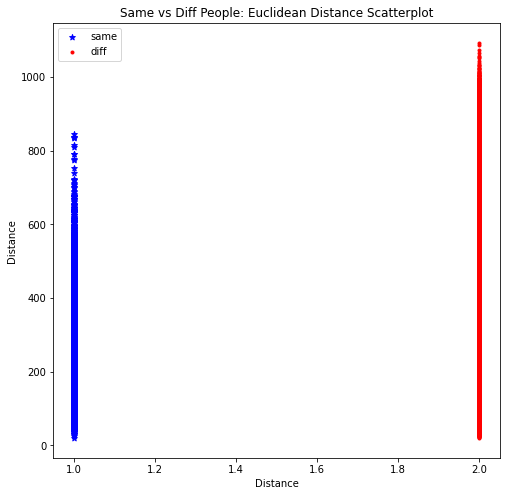 Same vs Diff People: Euclidean Distance Scatterplot
same
diff
1000
800
600
400
200
0
Distance
1.0 1.2 1.4 1.6 1.8 2.0
Distance